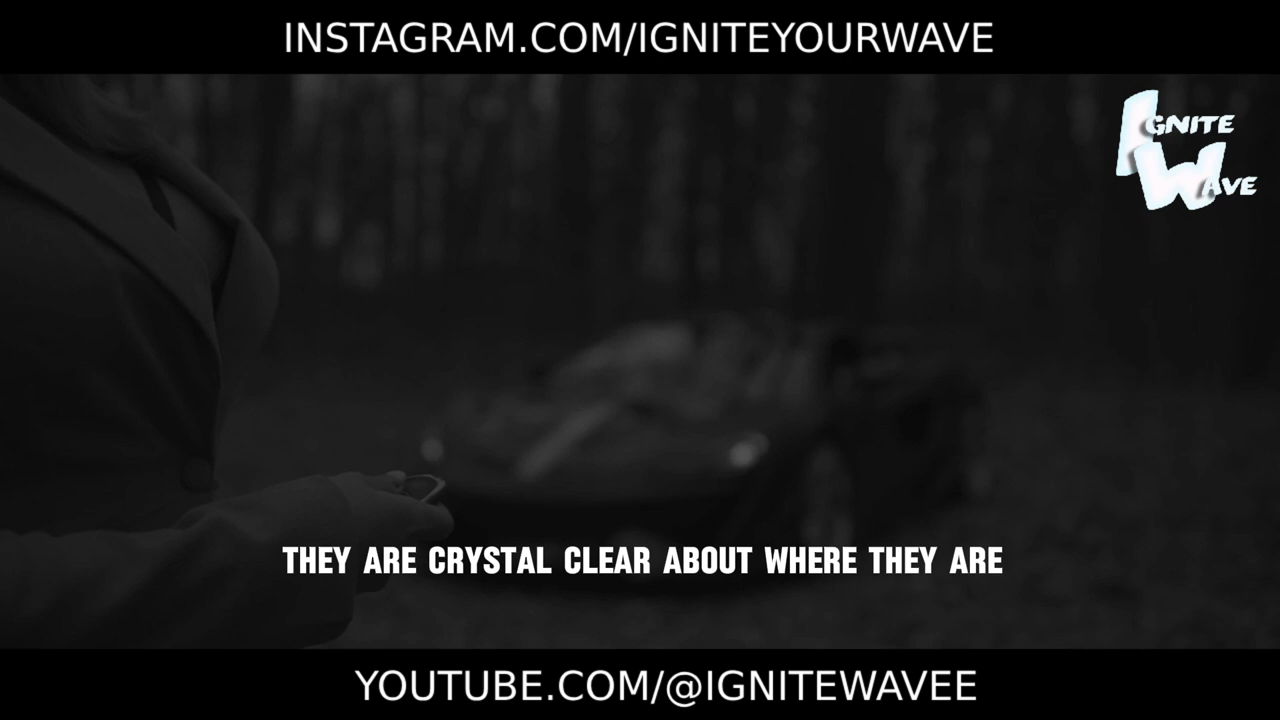 INSTAGRAM.COM/IGNITEYOURWAVE
IGNITE
WAVE
THEY ARE CRYSTAL CLEAR ABOUT WHERE THEY ARE
YOUTUBE.COM/@IGNITEWAVEE